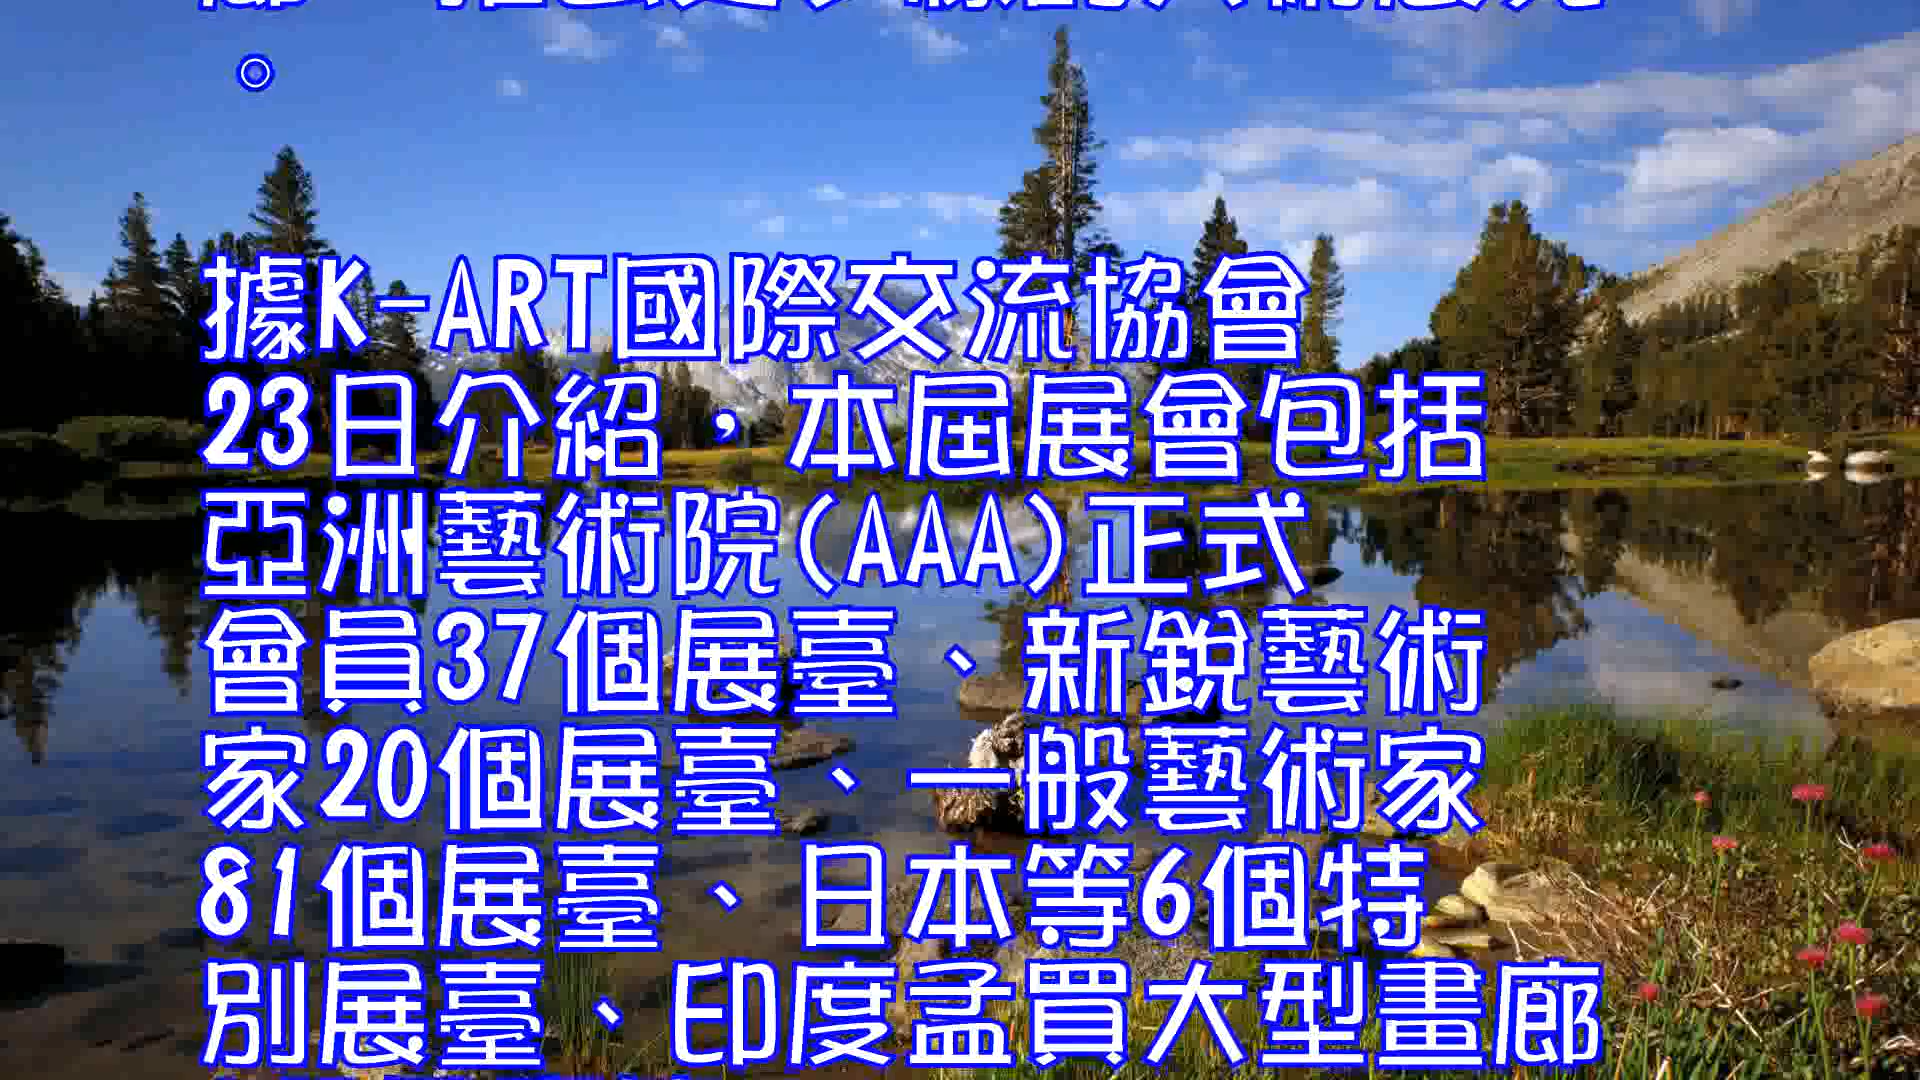 。
據K-ART國際交流協會
23日介紹，本屆展會包括
亞洲藝術院(AAA)正式
會員37個展臺、新銳藝術
家20個展臺、一般藝術家
81個展臺、日本等6個特
別展臺、印度孟買大型畫廊